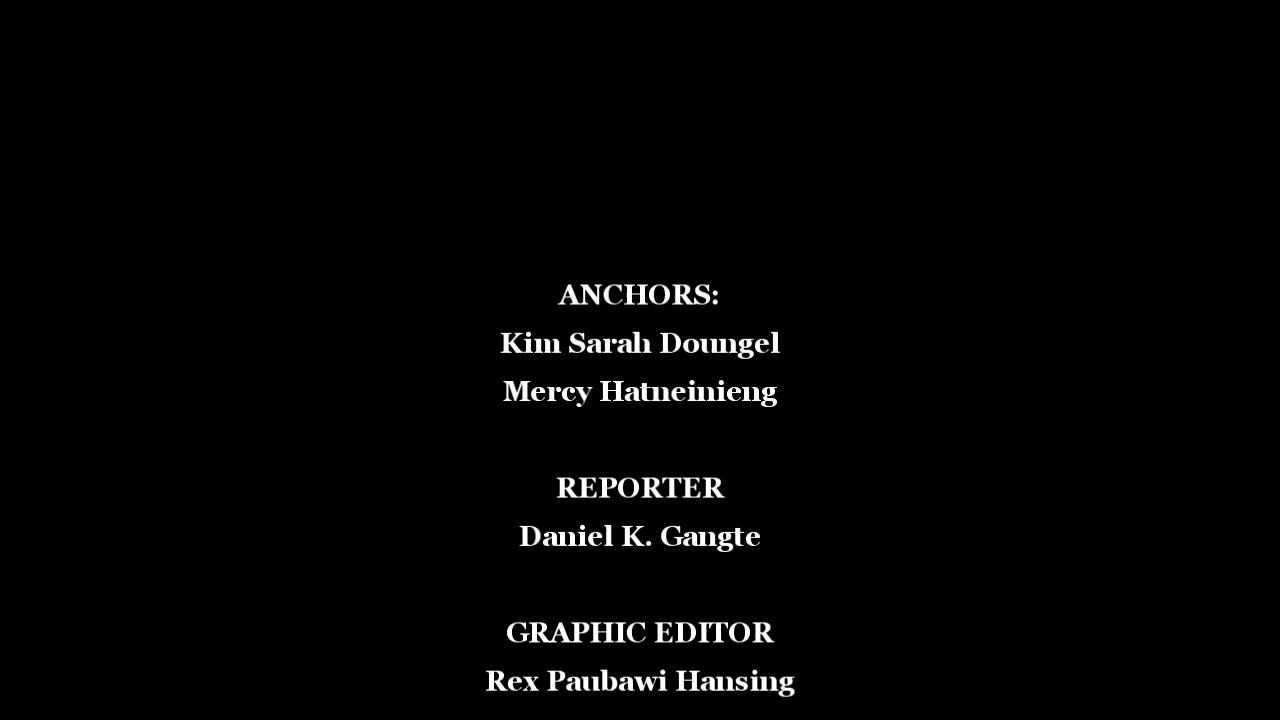 ANCHORS:
Kim Sarah Doungel
Mercy Hatneinieng
REPORTER
Daniel K. Gangte
GRAPHIC EDITOR
Rex Paubawi Hansing